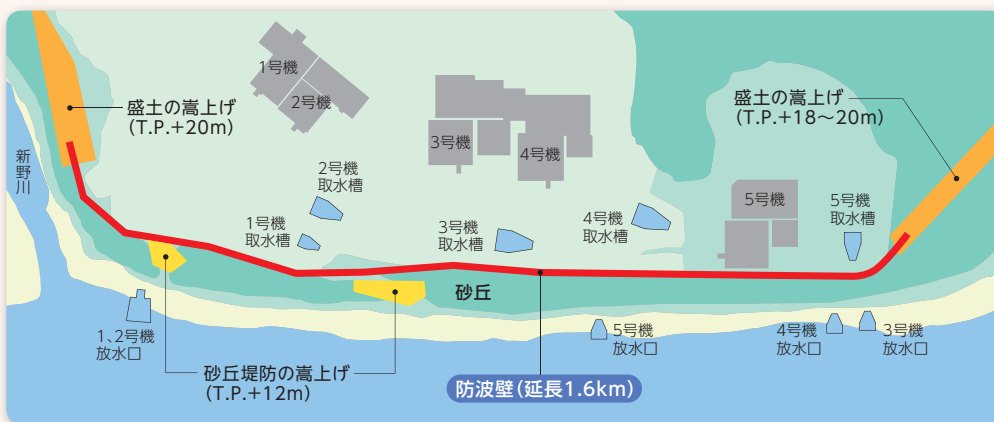 1号機
2号機
盛土の嵩上げ
（T.P.+20m）
新野川
3号機
4号機
盛土の嵩上げ
（T.P.+18～20m）
2号機
取水槽
1号機
取水槽
3号機
取水槽
4号機
取水槽
5号機
5号機
取水槽
砂丘
1、2号機
放水口
5号機
放水口
4号機
放水口
3号機
放水口
砂丘堤防の嵩上げ
（T.P.+12m）
防波壁（延長1.6km）